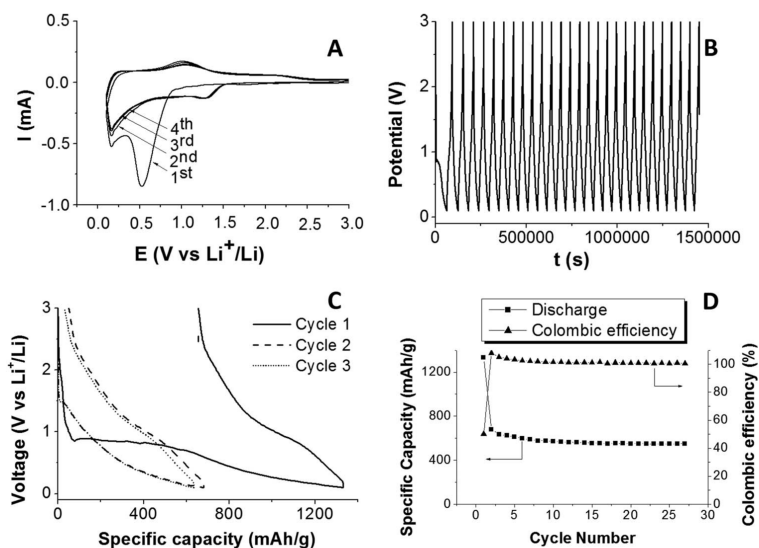 A
0.5
0.0
-0.5
-1.0
I (mA)
4th
3rd
2nd
1st
0.0 0.5 1.0 1.5 2.0 2.5 3.0
E (V vs Li⁺/Li)
B
3
2
1
0
Potential (V)
0 500000 1000000 1500000
t (s)
C
3
2
1
0
Voltage (V vs Li⁺/Li)
Cycle 1
Cycle 2
Cycle 3
0 400 800 1200
Specific capacity (mAh/g)
D
Discharge
Colombic efficiency
1200
900
600
300
0
Specific Capacity (mAh/g)
100
80
60
40
20
0
Colombic efficiency (%)
0 5 10 15 20 25 30
Cycle Number